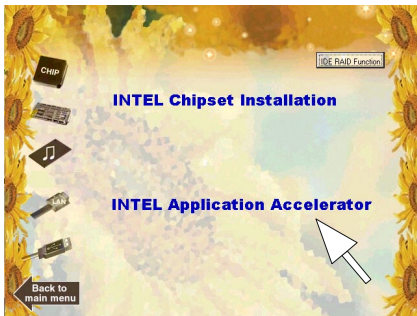 CHIP
IDE RAID Function
INTEL Chipset Installation
LAN
INTEL Application Accelerator
Back to
main menu